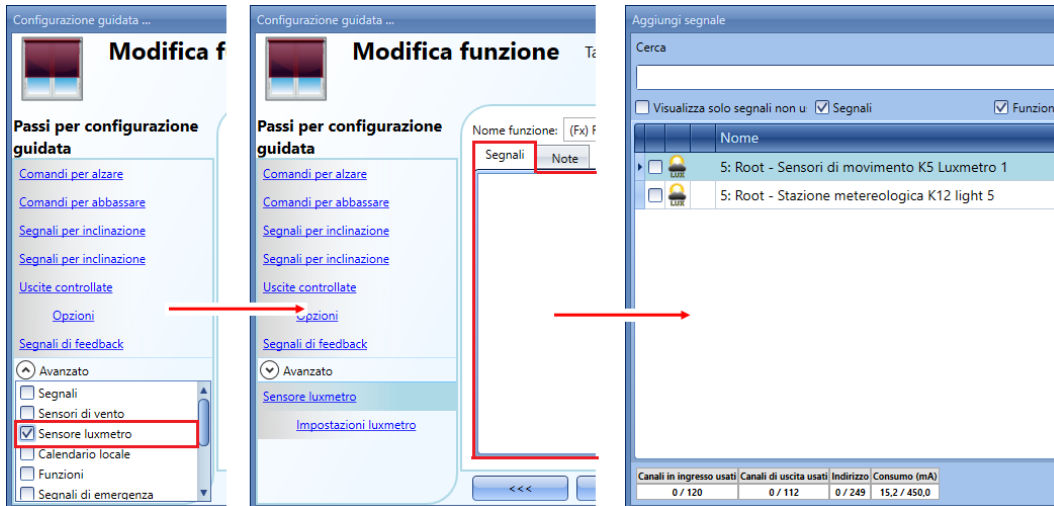 Configurazione guidata ...
Modifica f
Passi per configurazione
guidata
Comandi per alzare
Comandi per abbassare
Segnali per inclinazione
Segnali per inclinazione
Uscite controllate
Opzioni
Segnali di feedback
Avanzato
Segnali
Sensori di vento
Sensore luxmetro
Calendario locale
Funzioni
Segnali di emergenza
Configurazione guidata ...
Modifica funzione Ta
Passi per configurazione
guidata
Comandi per alzare
Comandi per abbassare
Segnali per inclinazione
Segnali per inclinazione
Uscite controllate
Opzioni
Segnali di feedback
Avanzato
Sensore luxmetro
Impostazioni luxmetro
Nome funzione: (Fx) F
Segnali Note
<<<
Aggiungi segnale
Cerca
Visualizza solo segnali non u Segnali Funzion
Nome
LUX 5: Root - Sensori di movimento K5 Luxmetro 1
LUX 5: Root - Stazione metereologica K12 light 5
Canali in ingresso usati Canali di uscita usati Indirizzo Consumo (mA)
0 / 120 0 / 112 0 / 249 15,2 / 450,0